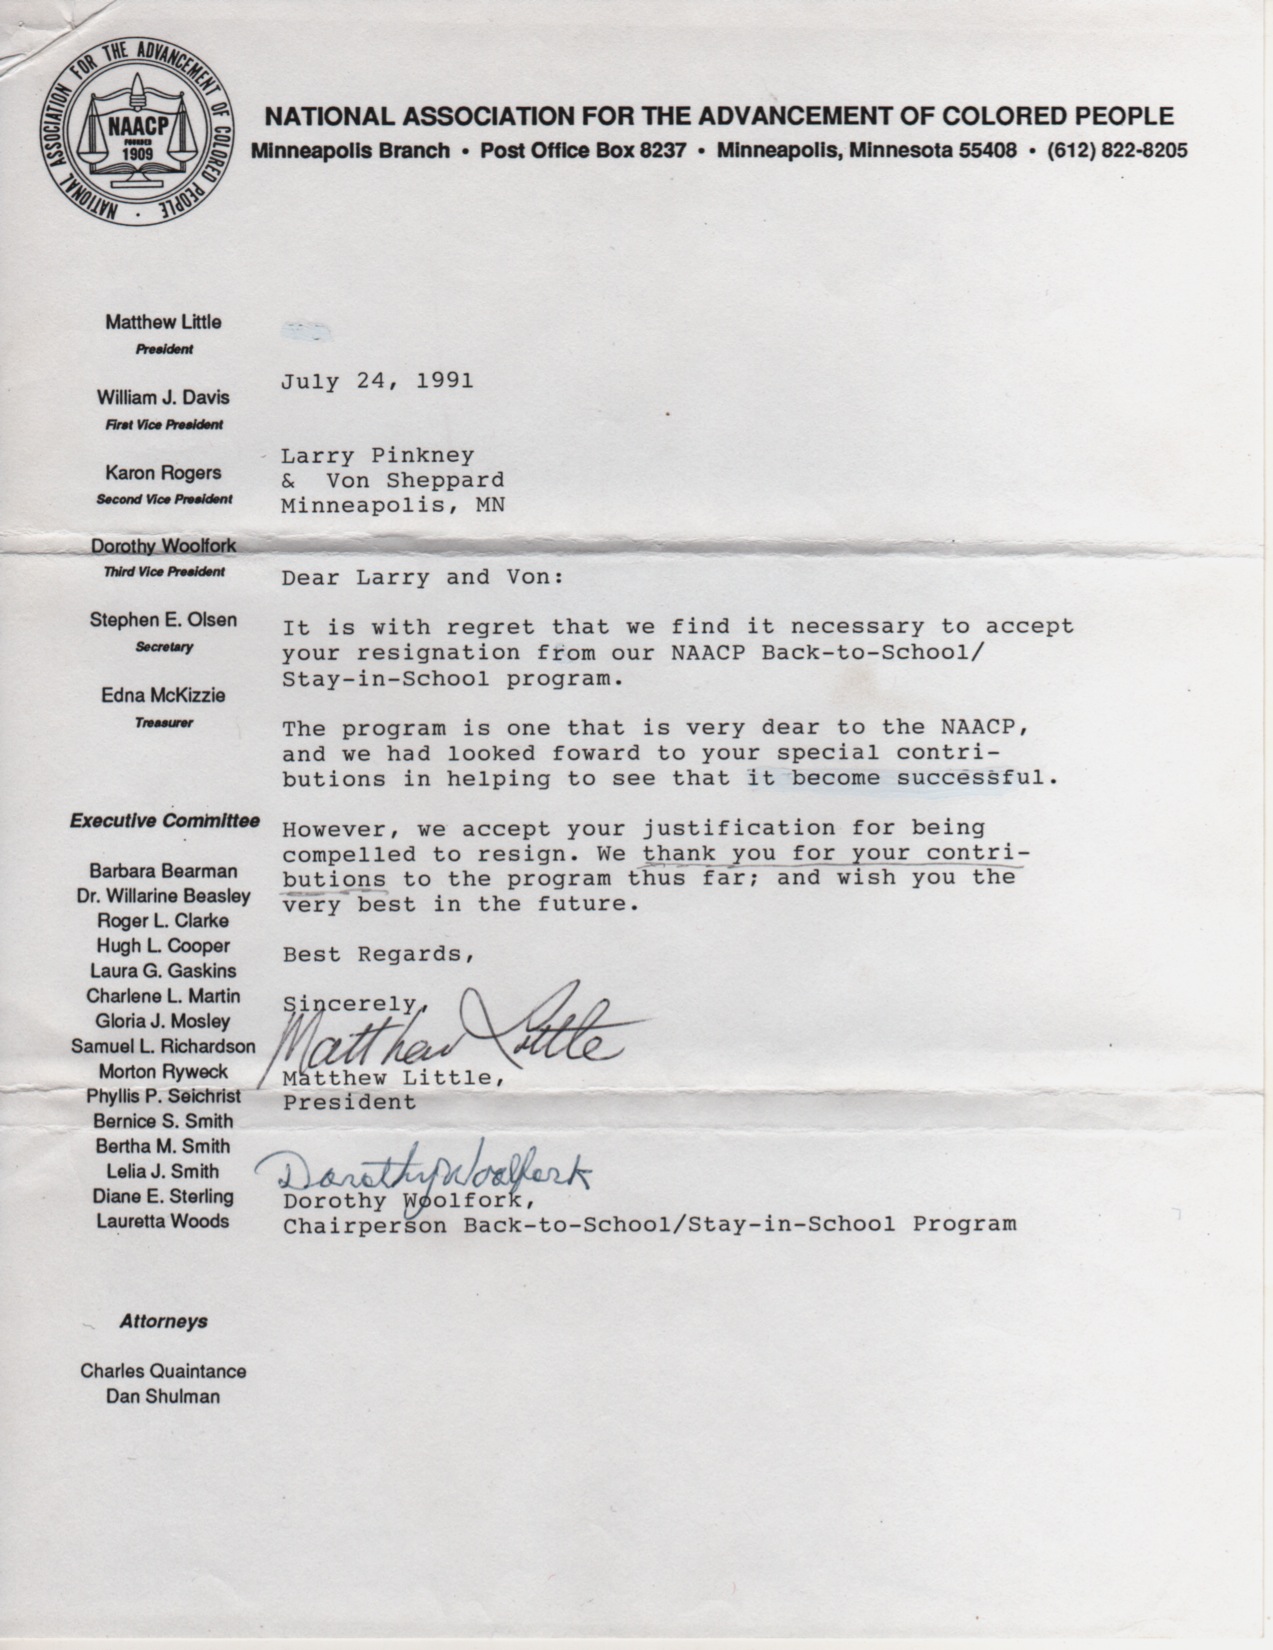 NATIONAL ASSOCIATION FOR THE ADVANCEMENT OF COLORED PEOPLE
NAACP
FOUNDED
1909
NATIONAL ASSOCIATION FOR THE ADVANCEMENT OF COLORED PEOPLE
Minneapolis Branch • Post Office Box 8237 • Minneapolis, Minnesota 55408 • (612) 822-8205
Matthew Little
President
William J. Davis
First Vice President
Karon Rogers
Second Vice President
Dorothy Woolfork
Third Vice President
Stephen E. Olsen
Secretary
Edna McKizzie
Treasurer
Executive Committee
Barbara Bearman
Dr. Willarine Beasley
Roger L. Clarke
Hugh L. Cooper
Laura G. Gaskins
Charlene L. Martin
Gloria J. Mosley
Samuel L. Richardson
Morton Ryweck
Phyllis P. Seichrist
Bernice S. Smith
Bertha M. Smith
Lelia J. Smith
Diane E. Sterling
Lauretta Woods
Attorneys
Charles Quaintance
Dan Shulman
July 24, 1991
Larry Pinkney
& Von Sheppard
Minneapolis, MN
Dear Larry and Von:
It is with regret that we find it necessary to accept
your resignation from our NAACP Back-to-School/
Stay-in-School program.
The program is one that is very dear to the NAACP,
and we had looked foward to your special contri-
butions in helping to see that it become successful.
However, we accept your justification for being
compelled to resign. We thank you for your contri-
butions to the program thus far; and wish you the
very best in the future.
Best Regards,
Sincerely,
Matthew Little
Matthew Little,
President
Dorothy Woolfork
Dorothy Woolfork,
Chairperson Back-to-School/Stay-in-School Program